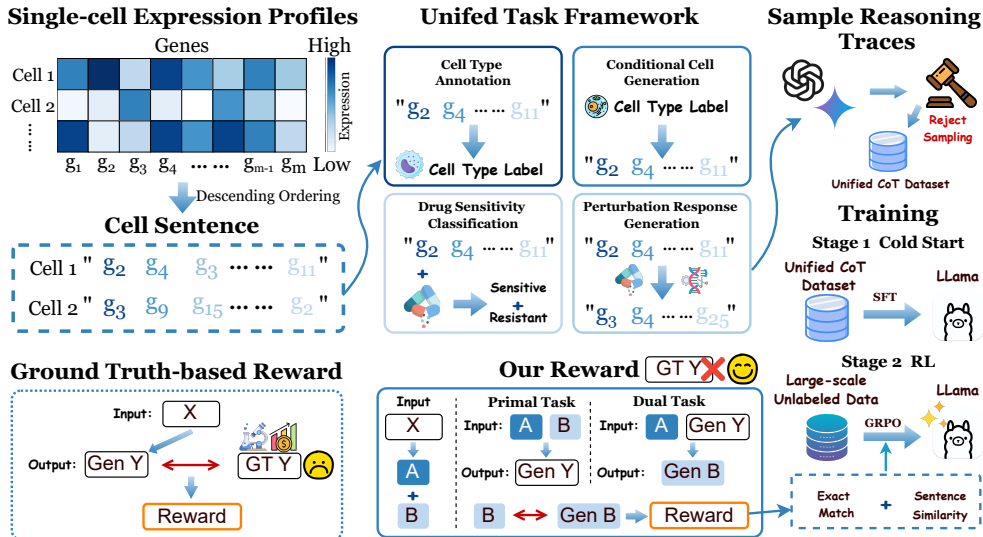 Single-cell Expression Profiles
Genes
High
Cell 1
Cell 2
......
Expression
g1 g2 g3 g4 ... ... gm-1 gm
Low
Descending Ordering
Cell Sentence
Cell 1 " g2 g4 g3 ... ... g11 "
Cell 2 " g3 g9 g15 ... ... g2 "
Unifed Task Framework
Cell Type
Annotation
" g2 g4 ... ... g11 "
Cell Type Label
Conditional Cell
Generation
Cell Type Label
" g2 g4 ... ... g11 "
Drug Sensitivity
Classification
" g2 g4 ... ... g11 "
+
Sensitive
+
Resistant
Perturbation Response
Generation
" g2 g4 ... ... g11 "
" g3 g4 ... ... g25 "
Sample Reasoning
Traces
Reject
Sampling
Unified CoT Dataset
Training
Stage 1 Cold Start
Unified CoT
Dataset
SFT
LLama
Stage 2 RL
Large-scale
Unlabeled Data
GRPO
LLama
Exact
Match
+
Sentence
Similarity
Ground Truth-based Reward
Input: X
Output: Gen Y
GT Y
Reward
Our Reward
GT Y
Input
X
A
+
B
Primal Task
Input: A B
Output: Gen Y
Dual Task
Input: A Gen Y
Output: Gen B
B
Gen B
Reward